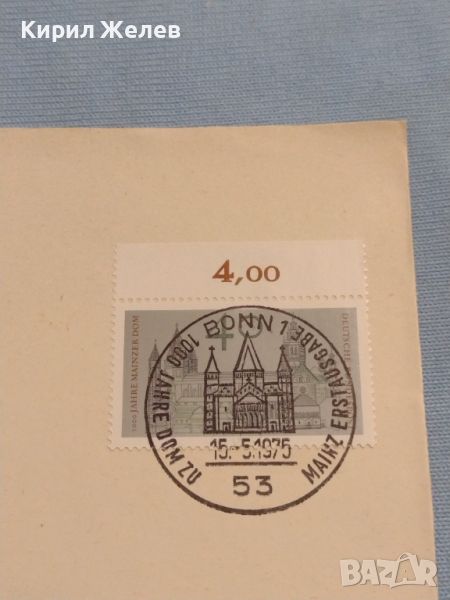 Кирил Желев
4,00
1000 JAHRE MAINZER DOM
DEUTSCHE
BONN 1
1000 JAHRE DOM ZU
MAINZ ERSTAUSGABE
15.-5.1975
53
BAZAR